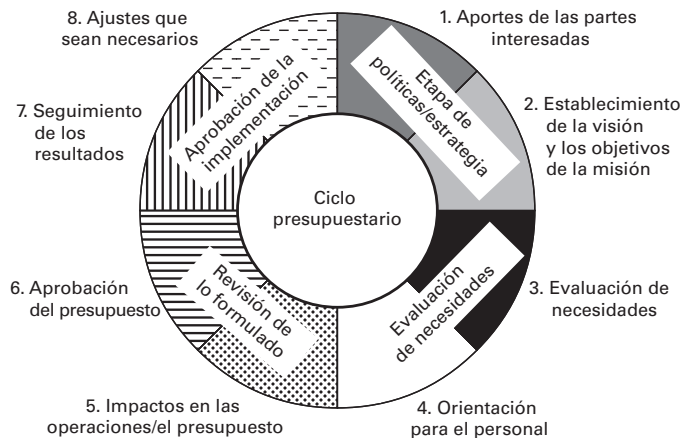 8. Ajustes que
sean necesarios
1. Aportes de las partes
interesadas
Aprobación de la
implementación
Etapa de
políticas/estrategia
7. Seguimiento
de los
resultados
2. Establecimiento
de la visión
y los objetivos
de la misión
Ciclo
presupuestario
6. Aprobación
del presupuesto
Revisión de
lo formulado
Evaluación
de necesidades
3. Evaluación de
necesidades
5. Impactos en las
operaciones/el presupuesto
4. Orientación
para el personal